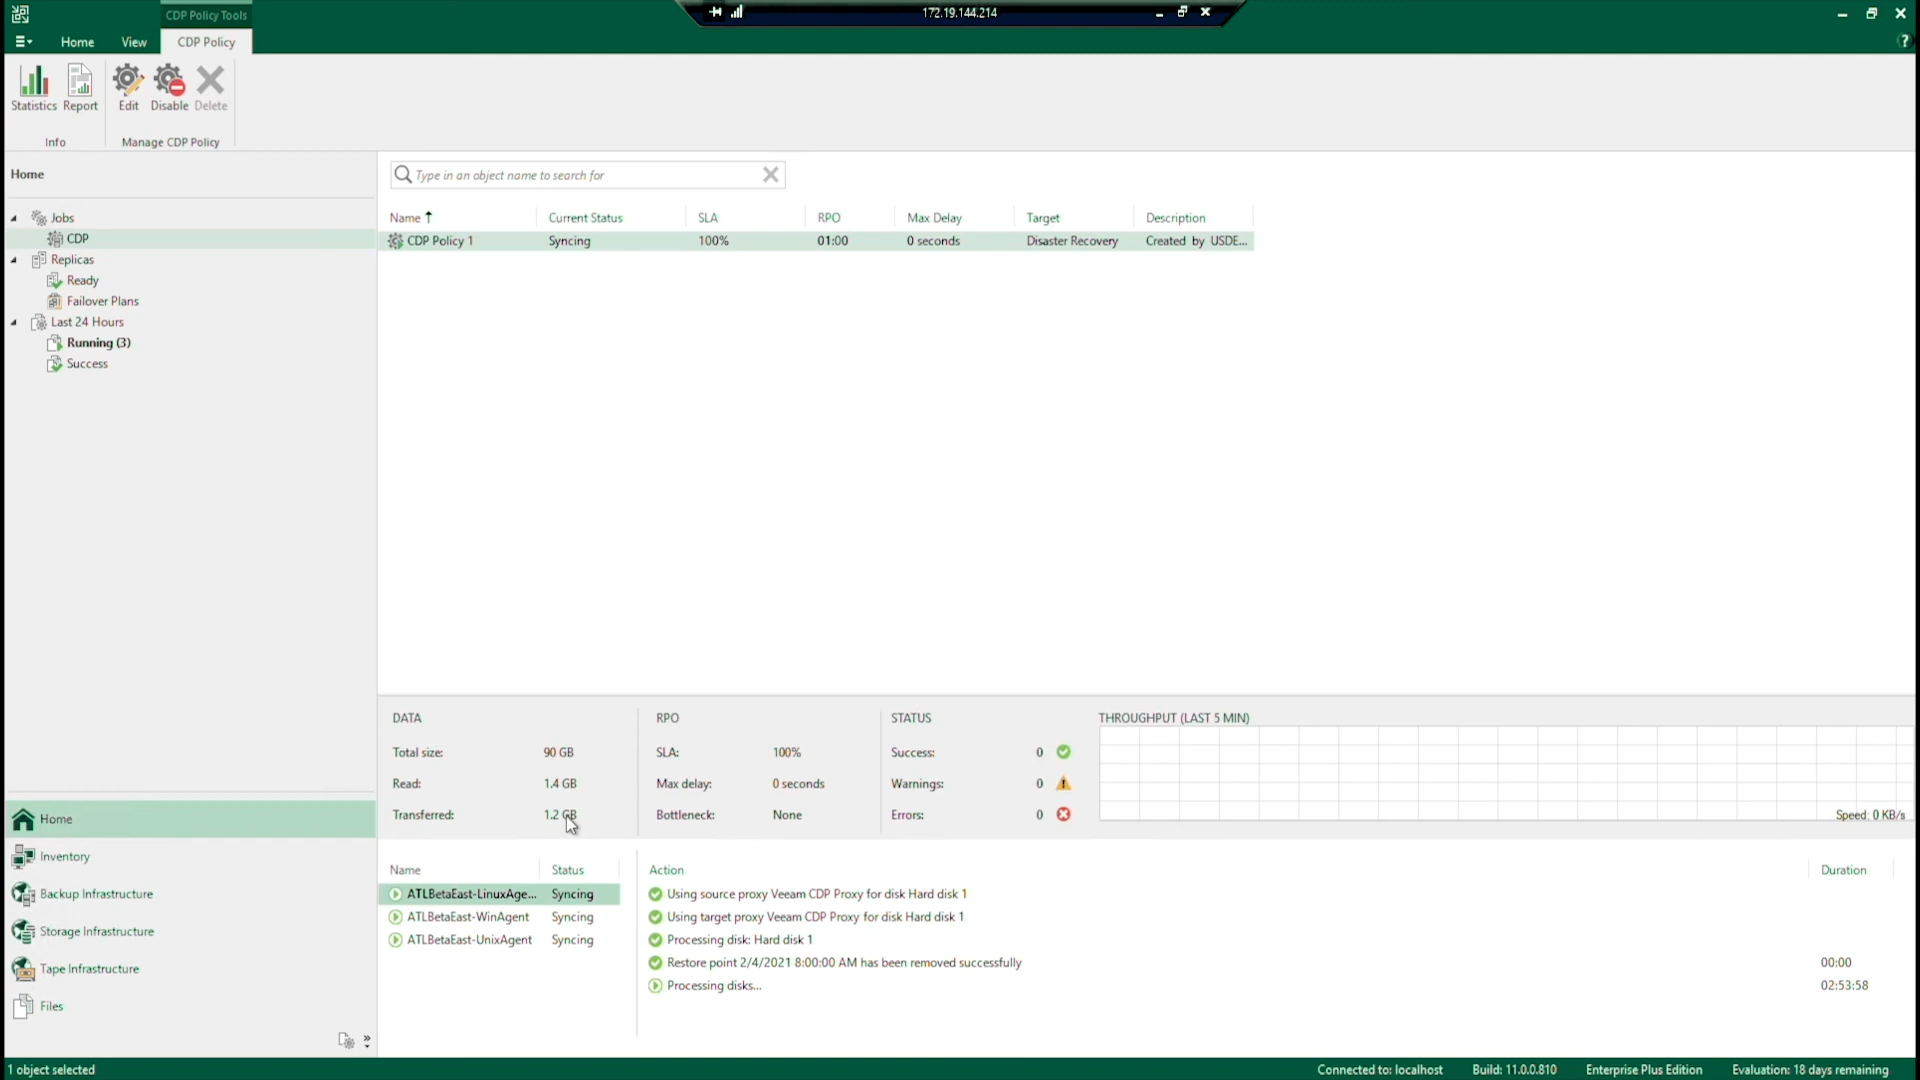 CDP Policy Tools
172.19.144.214
Home View CDP Policy
Statistics Report Edit Disable Delete
Info Manage CDP Policy
Home
Type in an object name to search for
Jobs
CDP
Replicas
Ready
Failover Plans
Last 24 Hours
Running (3)
Success
Name Current Status SLA RPO Max Delay Target Description
CDP Policy 1 Syncing 100% 01:00 0 seconds Disaster Recovery Created by USDE...
DATA RPO STATUS THROUGHPUT (LAST 5 MIN)
Total size: 90 GB SLA: 100% Success: 0
Read: 1.4 GB Max delay: 0 seconds Warnings: 0
Transferred: 1.2 GB Bottleneck: None Errors: 0 Speed: 0 KB/s
Home
Inventory
Backup Infrastructure
Storage Infrastructure
Tape Infrastructure
Files
Name Status Action Duration
ATLBetaEast-LinuxAge... Syncing Using source proxy Veeam CDP Proxy for disk Hard disk 1
ATLBetaEast-WinAgent Syncing Using target proxy Veeam CDP Proxy for disk Hard disk 1
ATLBetaEast-UnixAgent Syncing Processing disk: Hard disk 1
Restore point 2/4/2021 8:00:00 AM has been removed successfully 00:00
Processing disks... 02:53:58
1 object selected Connected to: localhost Build: 11.0.0.810 Enterprise Plus Edition Evaluation: 18 days remaining